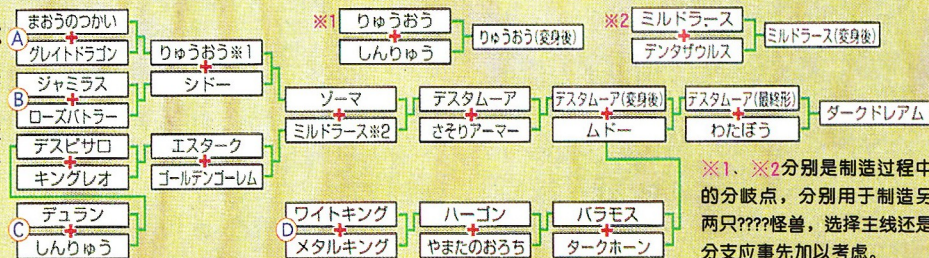 ※1
りゅうおう
しんりゅう
りゅうおう(変身後)
※2
ミルドラース
デンタザウルス
ミルドラース(変身後)
A
まおうのつかい
グレイトドラゴン
りゅうおう※1
シドー
B
ジャミラス
ローズバトラー
ゾーマ
ミルドラース※2
デスタムーア
さそりアーマー
デスタムーア(変身後)
ムドー
デスタムーア(最終形)
わたぼう
ダークドレアム
デスピサロ
キングレオ
エスターク
ゴールデンゴーレム
C
デュラン
しんりゅう
D
ワイトキング
メタルキング
ハーゴン
やまたのおろち
バラモス
ダークホーン
※1、※2分别是制造过程中
的分岐点，分别用于制造另
两只????怪兽，选择主线还是
分支应事先加以考虑。